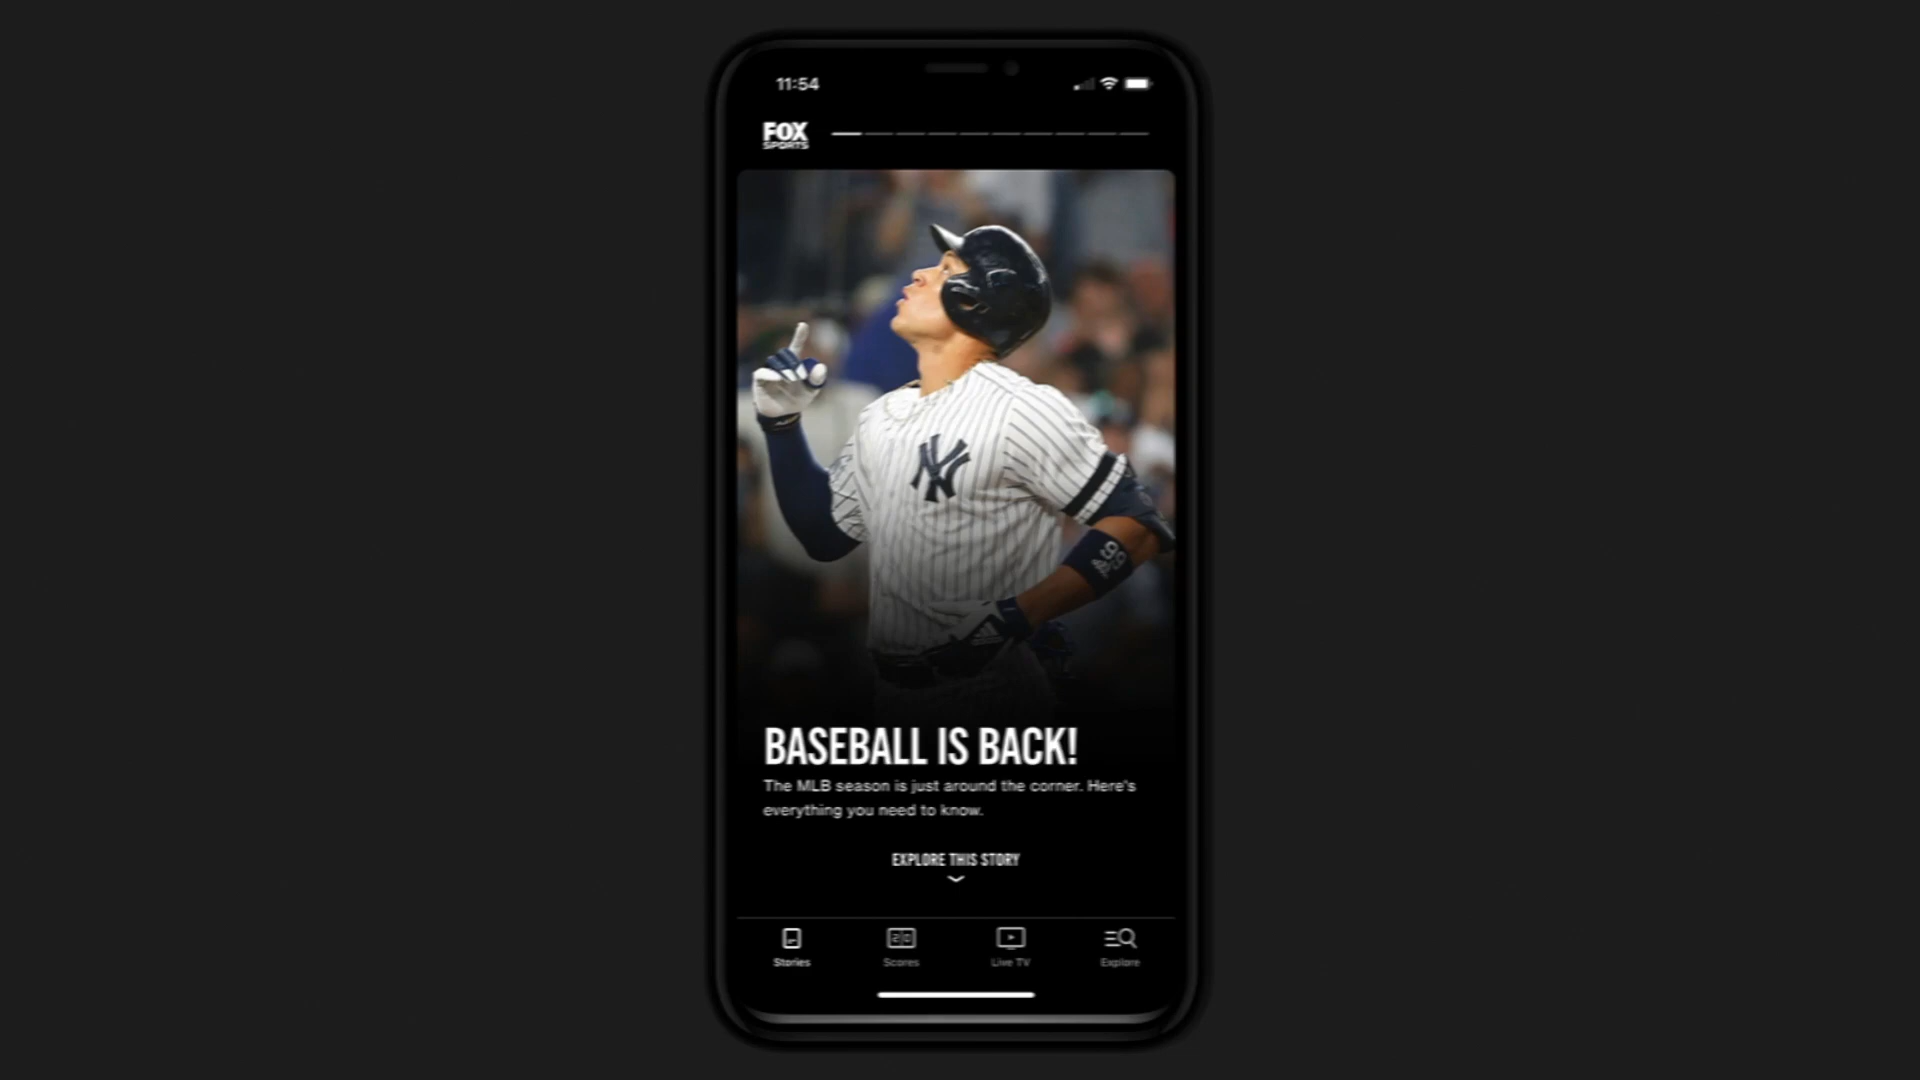 11:54
FOX
SPORTS
NY
BASEBALL IS BACK!
The MLB season is just around the corner. Here's
everything you need to know.
EXPLORE THIS STORY
Stories
Scores
Live TV
Explore